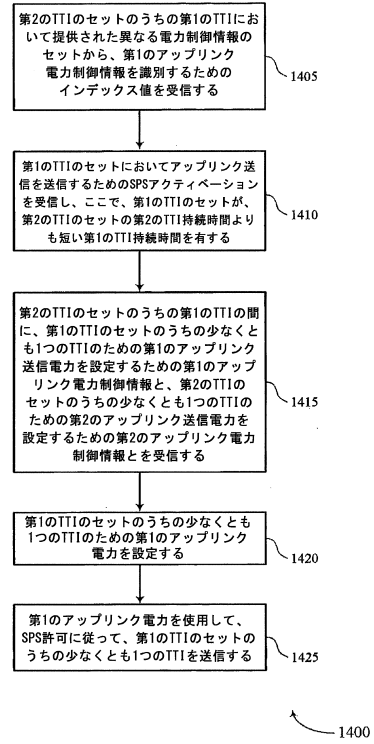 第2のTTIのセットのうちの第1のTTIにおい
て提供された異なる電力制御情報の
セットから、第1のアップリンク
電力制御情報を識別するための
インデックス値を受信する
1405
第1のTTIのセットにおいてアップリンク送
信を送信するためのSPSアクティベーション
を受信し、ここで、第1のTTIのセットが、
第2のTTIのセットの第2のTTI持続時間より
も短い第1のTTI持続時間を有する
1410
第2のTTIのセットのうちの第1のTTIの間
に、第1のTTIのセットのうちの少なくと
も1つのTTIのための第1のアップリンク
送信電力を設定するための第1のアップ
リンク電力制御情報と、第2のTTIの
セットのうちの少なくとも1つのTTIの
ための第2のアップリンク送信電力を
設定するための第2のアップリンク電力
制御情報とを受信する
1415
第1のTTIのセットのうちの少なくとも
1つのTTIのための第1のアップリンク
電力を設定する
1420
第1のアップリンク電力を使用して、
SPS許可に従って、第1のTTIのセットの
うちの少なくとも1つのTTIを送信する
1425
1400